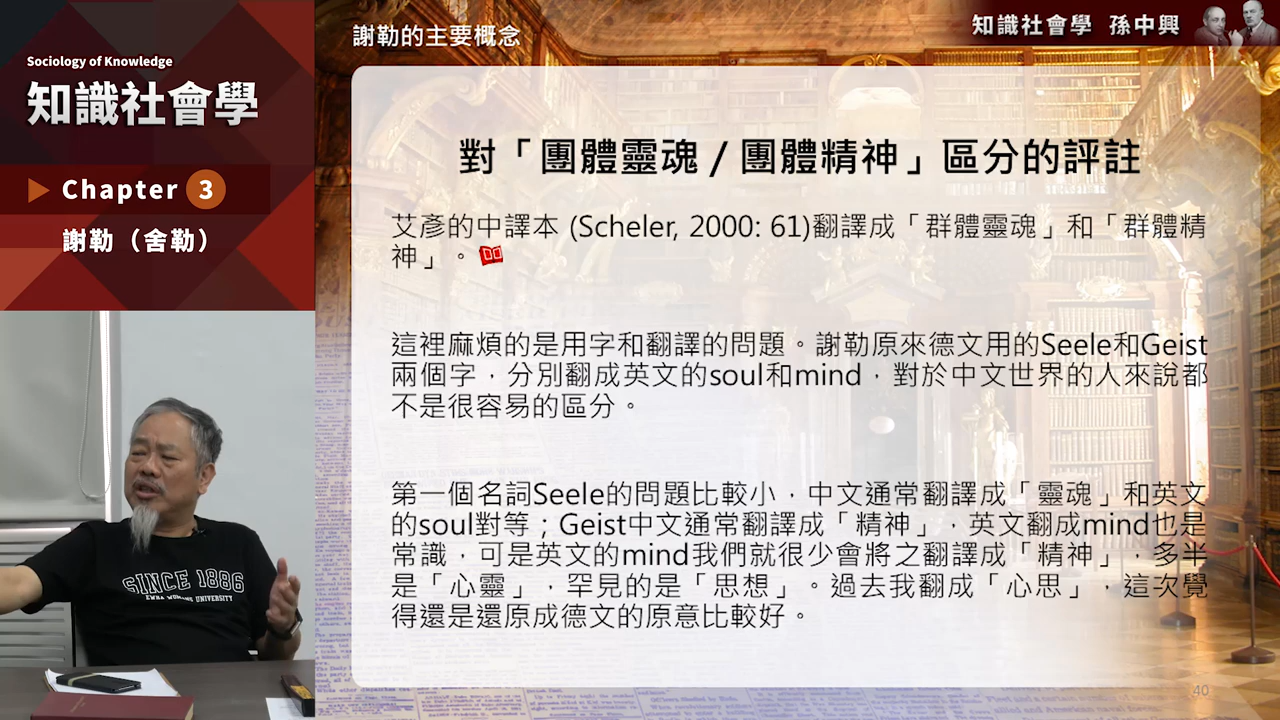 Sociology of Knowledge
知識社會學
Chapter 3
謝勒（舍勒）
謝勒的主要概念
知識社會學 孫中興
對「團體靈魂 / 團體精神」區分的評註
艾彥的中譯本 (Scheler, 2000: 61)翻譯成「群體靈魂」和「群體精
神」。
這裡麻煩的是用字和翻譯的問題。謝勒原來德文用的Seele和Geist
兩個字，分別翻成英文的soul和mind，對於中文世界的人來說都
不是很容易的區分。
第一個名詞Seele的問題比較小，中文通常翻譯成「靈魂」和英文
的soul對等；Geist中文通常翻譯成「精神」，英文翻成mind也是
常識，可是英文的mind我們就很少會將之翻譯成「精神」，多半
是「心靈」，罕見的是「思想」。過去我翻成「心思」，這次覺
得還是還原成德文的原意比較好。
40
SINCE 1886
EWHA WOMANS UNIVERSITY